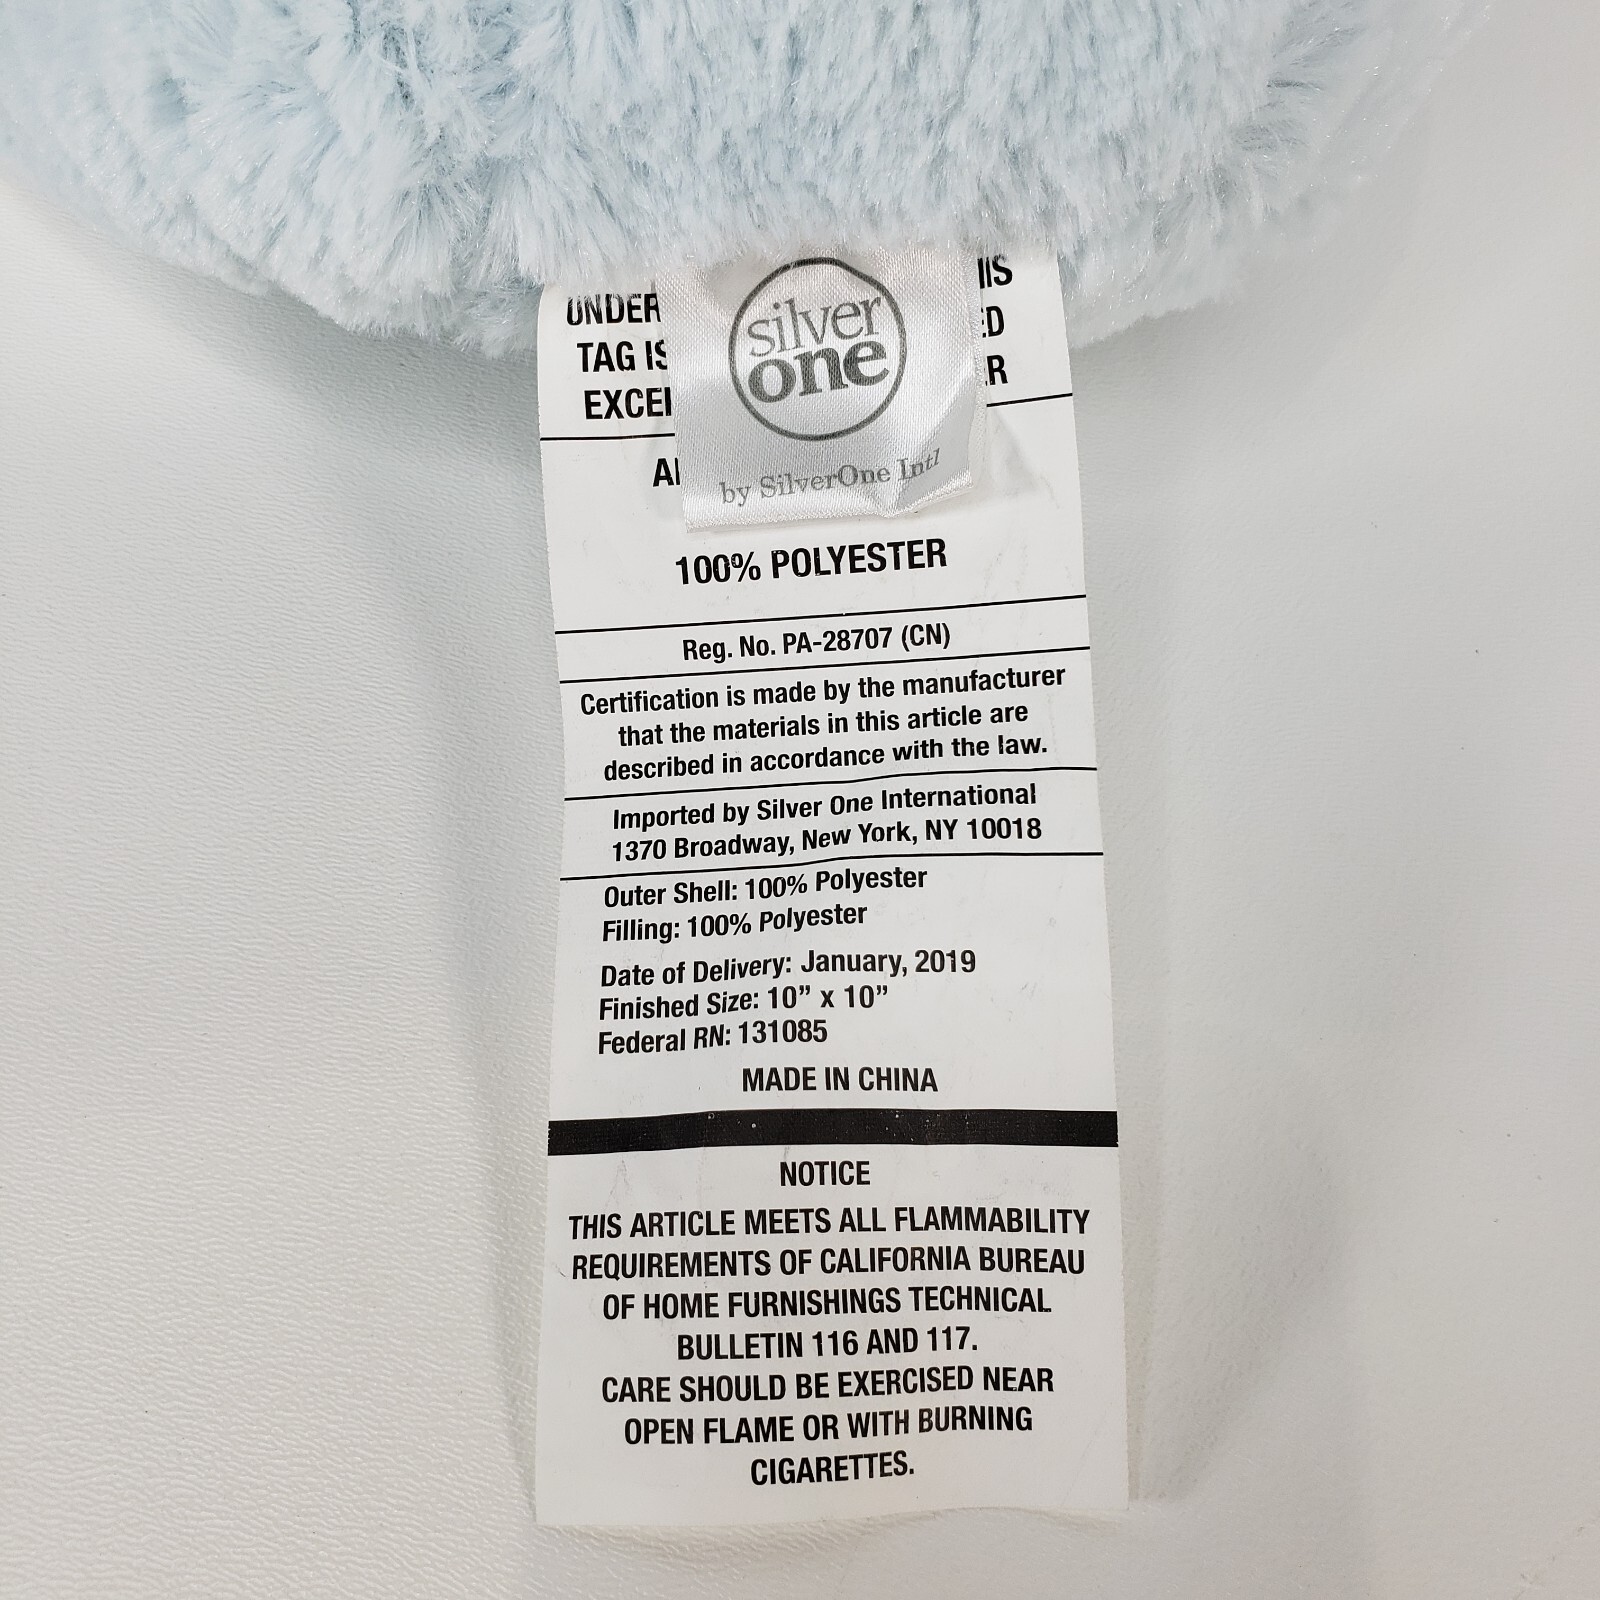 UNDER
TAG IS
EXCE
silver
one
by SilverOne Intl
100% POLYESTER
Reg. No. PA-28707 (CN)
Certification is made by the manufacturer
that the materials in this article are
described in accordance with the law.
Imported by Silver One International
1370 Broadway, New York, NY 10018
Outer Shell: 100% Polyester
Filling: 100% Polyester
Date of Delivery: January, 2019
Finished Size: 10” x 10”
Federal RN: 131085
MADE IN CHINA
NOTICE
THIS ARTICLE MEETS ALL FLAMMABILITY
REQUIREMENTS OF CALIFORNIA BUREAU
OF HOME FURNISHINGS TECHNICAL
BULLETIN 116 AND 117.
CARE SHOULD BE EXERCISED NEAR
OPEN FLAME OR WITH BURNING
CIGARETTES.